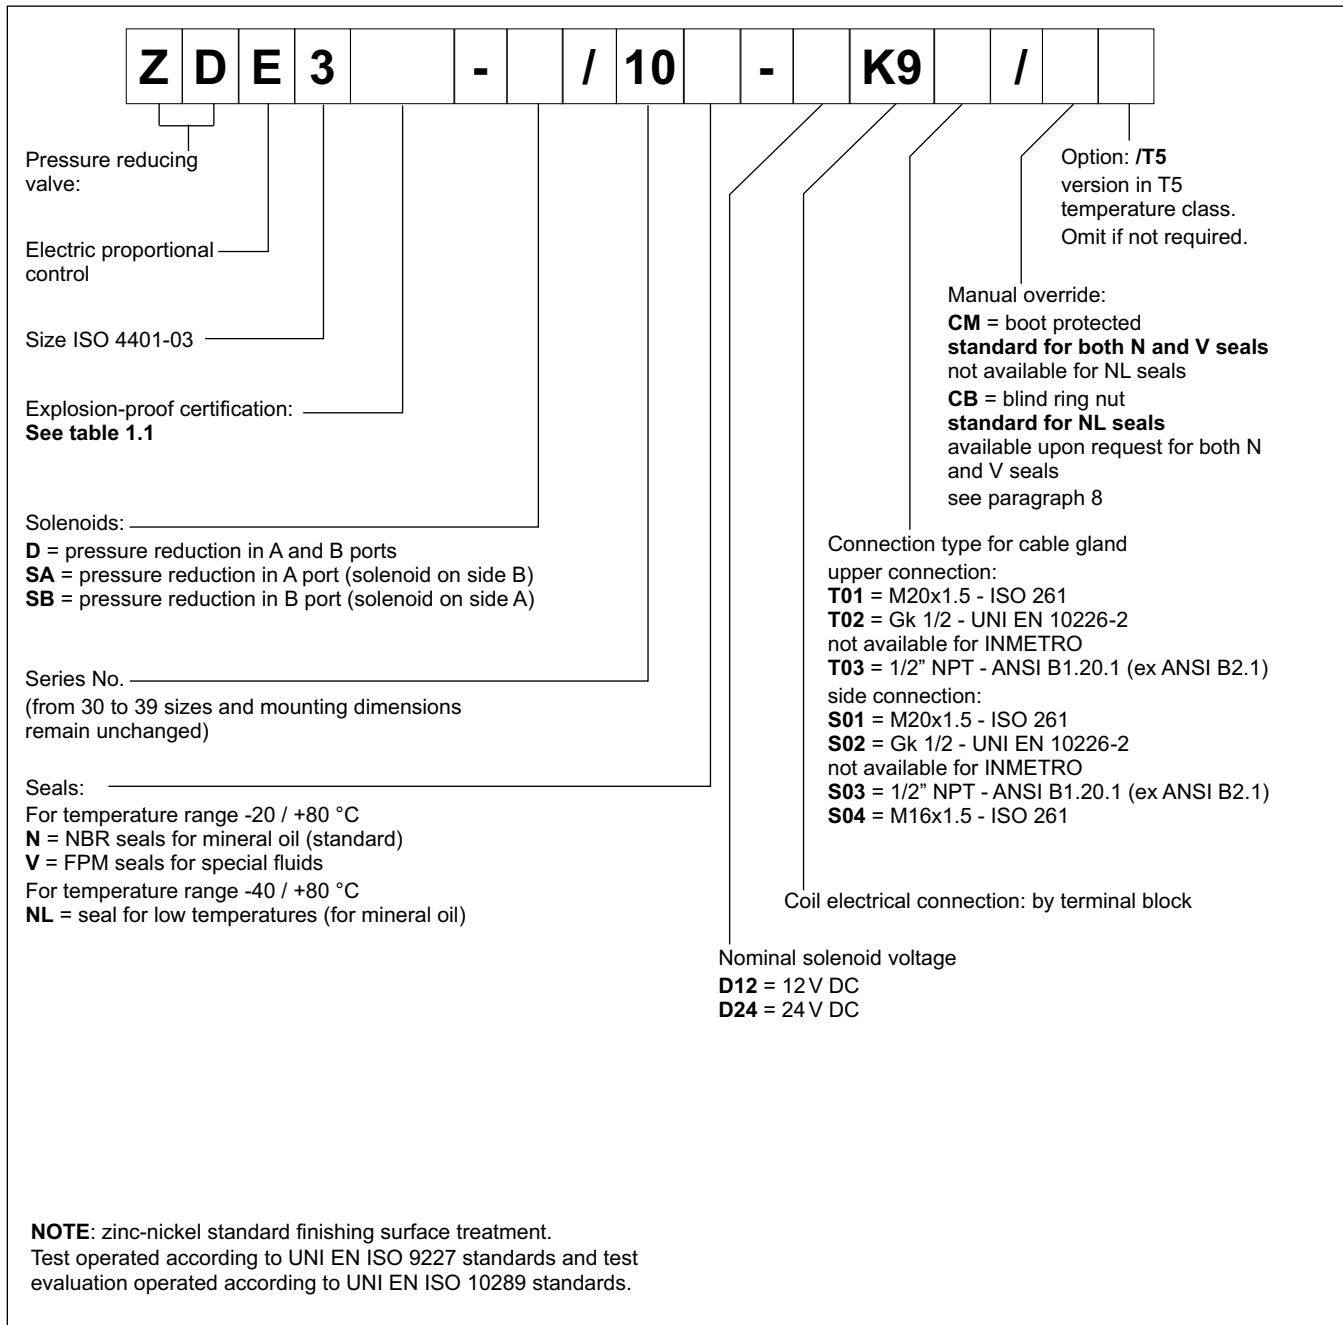 Z D E 3 - / 10 - K9 /
Pressure reducing
valve:
Electric proportional
control
Size ISO 4401-03
Explosion-proof certification:
See table 1.1
Solenoids:
D = pressure reduction in A and B ports
SA = pressure reduction in A port (solenoid on side B)
SB = pressure reduction in B port (solenoid on side A)
Series No.
(from 30 to 39 sizes and mounting dimensions
remain unchanged)
Seals:
For temperature range -20 / +80 °C
N = NBR seals for mineral oil (standard)
V = FPM seals for special fluids
For temperature range -40 / +80 °C
NL = seal for low temperatures (for mineral oil)
Option: /T5
version in T5
temperature class.
Omit if not required.
Manual override:
CM = boot protected
standard for both N and V seals
not available for NL seals
CB = blind ring nut
standard for NL seals
available upon request for both N
and V seals
see paragraph 8
Connection type for cable gland
upper connection:
T01 = M20x1.5 - ISO 261
T02 = Gk 1/2 - UNI EN 10226-2
not available for INMETRO
T03 = 1/2” NPT - ANSI B1.20.1 (ex ANSI B2.1)
side connection:
S01 = M20x1.5 - ISO 261
S02 = Gk 1/2 - UNI EN 10226-2
not available for INMETRO
S03 = 1/2” NPT - ANSI B1.20.1 (ex ANSI B2.1)
S04 = M16x1.5 - ISO 261
Coil electrical connection: by terminal block
Nominal solenoid voltage
D12 = 12 V DC
D24 = 24 V DC
NOTE: zinc-nickel standard finishing surface treatment.
Test operated according to UNI EN ISO 9227 standards and test
evaluation operated according to UNI EN ISO 10289 standards.